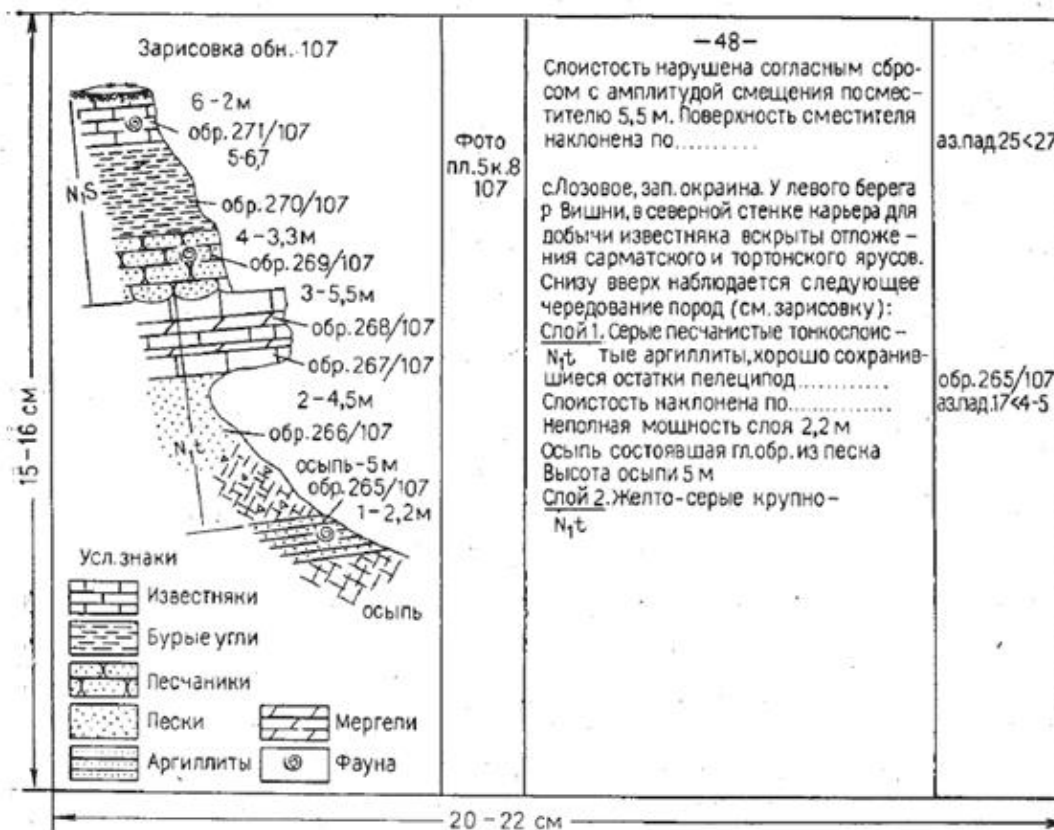 Зарисовка обн. 107
6-2м
обр. 271/107
5-6,7
N₁S
обр. 270/107
4-3,3м
обр. 269/107
3-5,5м
обр. 268/107
обр. 267/107
2-4,5м
обр. 266/107
N₁t
осыпь-5м
обр. 265/107
1-2,2м
осыпь
Усл. знаки
Известняки
Бурые угли
Песчаники
Пески
Мергели
Аргиллиты
Фауна
15-16 см
20-22 см
Фото
пл.5к.8
107
-48-
Слоистость нарушена согласным сбро-
сом с амплитудой смещения посмес-
тителю 5,5 м. Поверхность сместителя
наклонена по..........
аз.пад.25<27
с.Лозовое, зап. окраина. У левого берега
р Вишни, в северной стенке карьера для
добычи известняка вскрыты отложе-
ния сарматского и тортонского ярусов.
Снизу вверх наблюдается следующее
чередование пород (см. зарисовку):
Слой 1. Серые песчанистые тонкослоис-
N₁t тые аргиллиты, хорошо сохранив-
шиеся остатки пелеципод............
обр. 265/107
Слоистость наклонена по.............
аз.пад.17<4-5
Неполная мощность слоя 2,2 м
Осыпь состоявшая гл.обр. из песка
Высота осыпи 5 м
Слой 2. Желто-серые крупно-
N₁t